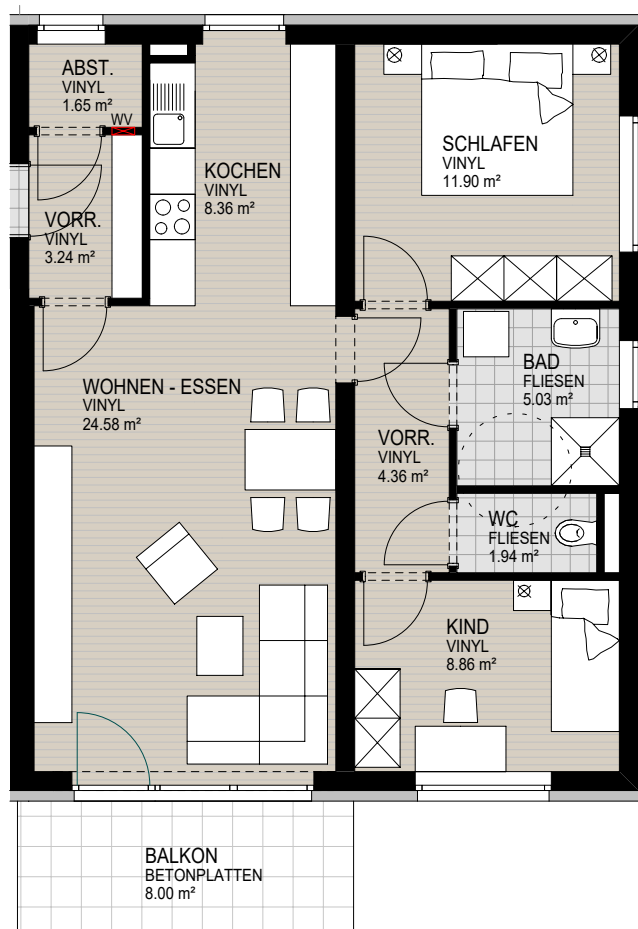 ABST.
VINYL
1.65 m²
WV
KOCHEN
VINYL
8.36 m²
SCHLAFEN
VINYL
11.90 m²
VORR.
VINYL
3.24 m²
WOHNEN - ESSEN
VINYL
24.58 m²
BAD
FLIESEN
5.03 m²
VORR.
VINYL
4.36 m²
WC
FLIESEN
1.94 m²
KIND
VINYL
8.86 m²
BALKON
BETONPLATTEN
8.00 m²